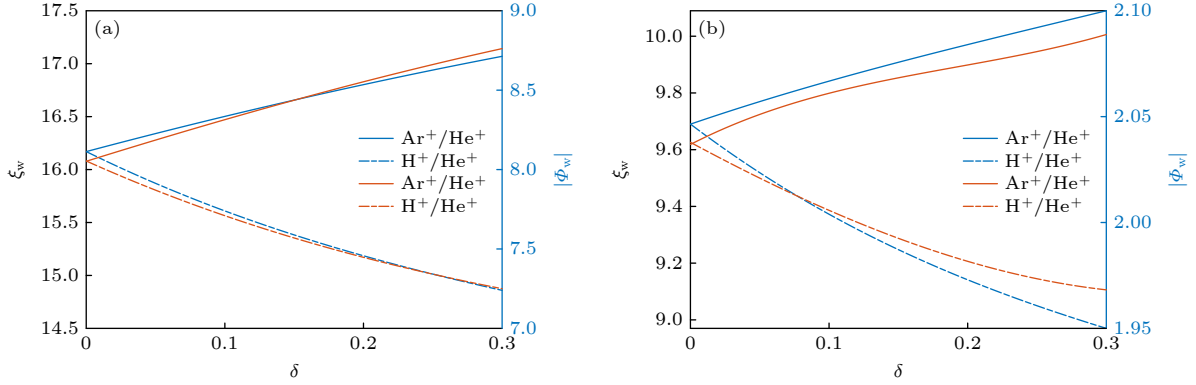 (a)
17.5
17.0
16.5
16.0
15.5
15.0
14.5
ξw
9.0
8.5
8.0
7.5
7.0
|Φw|
Ar+/He+
H+/He+
Ar+/He+
H+/He+
0
0.1
0.2
0.3
δ
(b)
10.0
9.8
9.6
9.4
9.2
9.0
ξw
2.10
2.05
2.00
1.95
|Φw|
Ar+/He+
H+/He+
Ar+/He+
H+/He+
0
0.1
0.2
0.3
δ